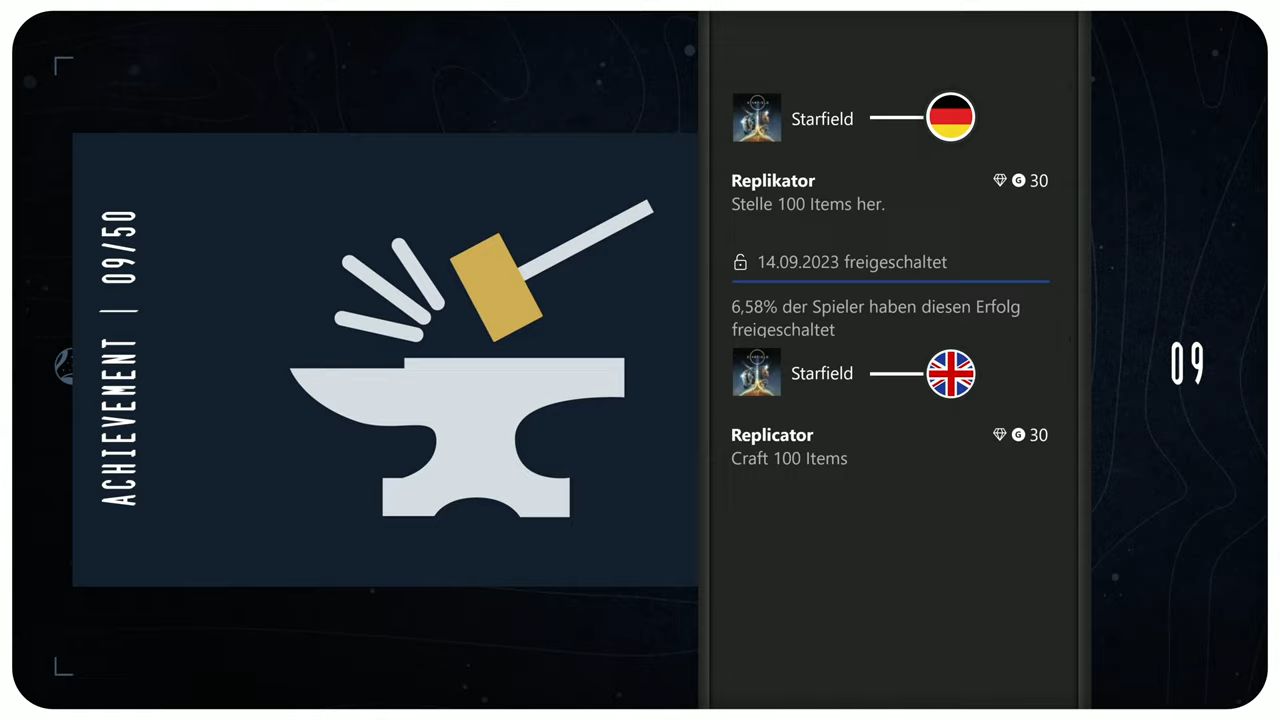 ACHIEVEMENT | 09/50
Starfield
Replikator
G 30
Stelle 100 Items her.
14.09.2023 freigeschaltet
6,58% der Spieler haben diesen Erfolg
freigeschaltet
Starfield
Replicator
G 30
Craft 100 Items
09